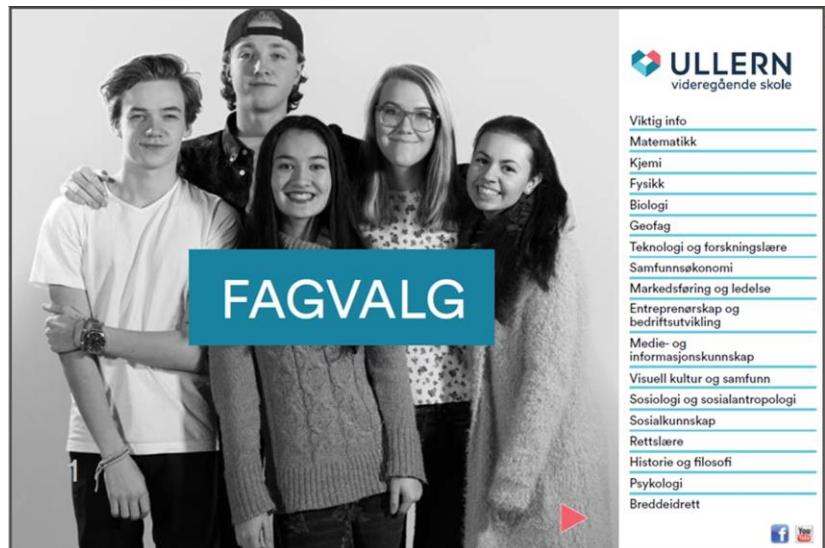 ULLERN
videregående skole
Viktig info
Matematikk
Kjemi
Fysikk
Biologi
Geofag
Teknologi og forskningslære
Samfunnsøkonomi
Markedsføring og ledelse
Entreprenørskap og
bedriftsutvikling
Medie- og
informasjonskunnskap
Visuell kultur og samfunn
Sosiologi og sosialantropologi
Sosialkunnskap
Rettslære
Historie og filosofi
Psykologi
Breddeidrett
FAGVALG
1
f
You